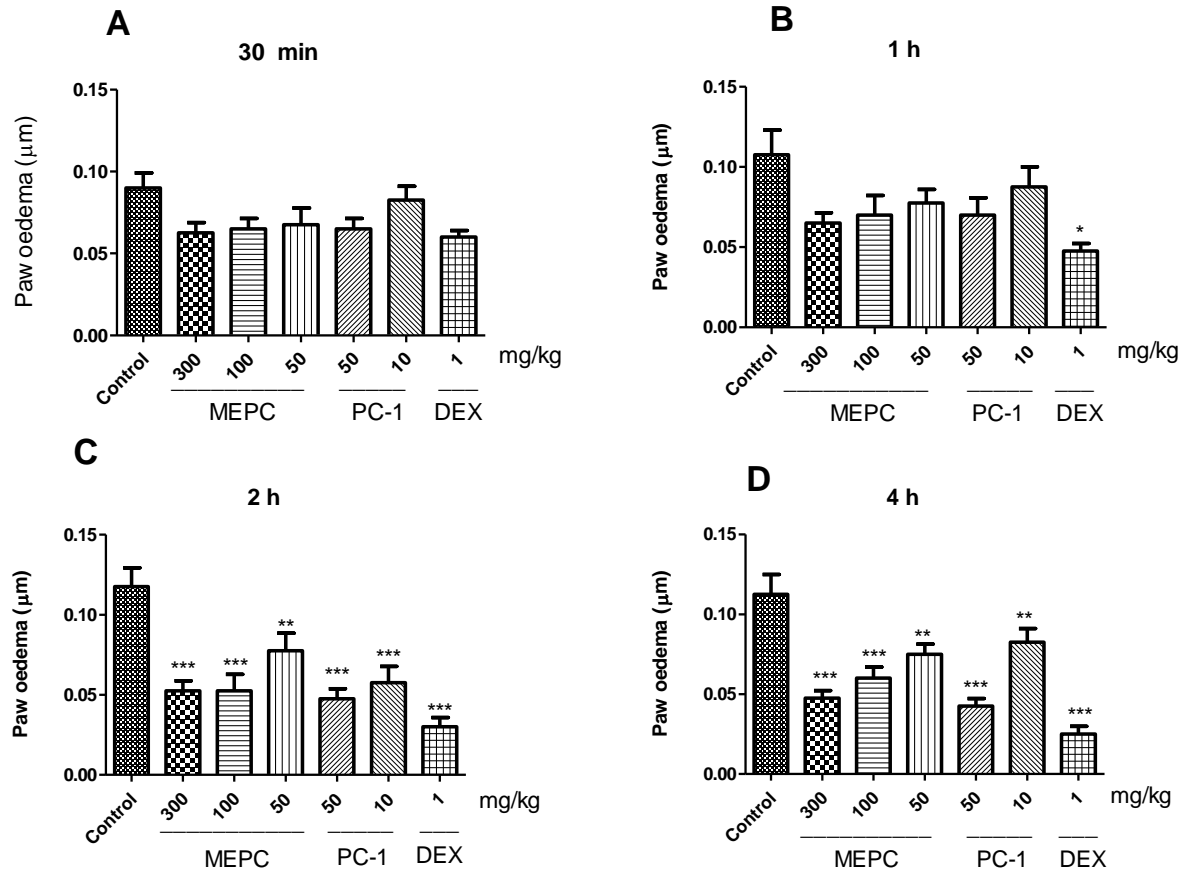 A
30 min
Paw oedema (μm)
0.15
0.10
0.05
0.00
Control 300 100 50 50 10 1 mg/kg
MEPC PC-1 DEX
B
1 h
Paw oedema (μm)
0.15
0.10
0.05
0.00
*
Control 300 100 50 50 10 1 mg/kg
MEPC PC-1 DEX
C
2 h
Paw oedema (μm)
0.15
0.10
0.05
0.00
*** *** ** *** *** ***
Control 300 100 50 50 10 1 mg/kg
MEPC PC-1 DEX
D
4 h
Paw oedema (μm)
0.15
0.10
0.05
0.00
*** *** ** *** ** ***
Control 300 100 50 50 10 1 mg/kg
MEPC PC-1 DEX